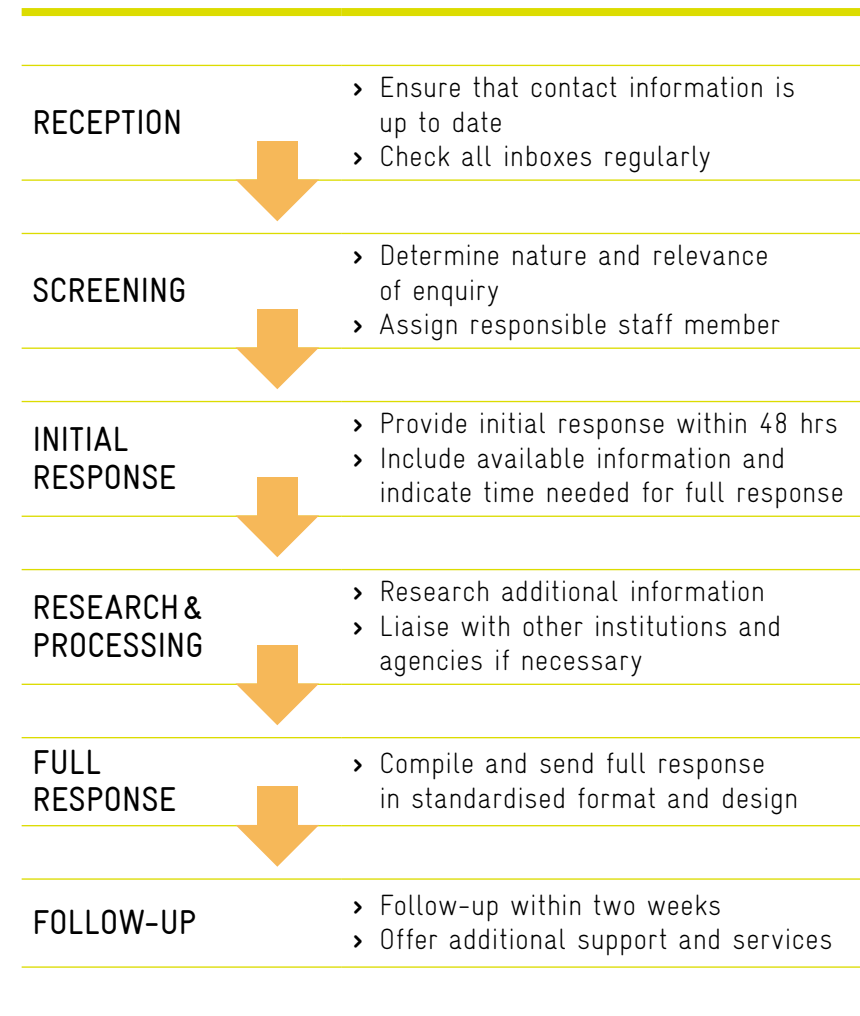 RECEPTION
› Ensure that contact information is
up to date
› Check all inboxes regularly
SCREENING
› Determine nature and relevance
of enquiry
› Assign responsible staff member
INITIAL
RESPONSE
› Provide initial response within 48 hrs
› Include available information and
indicate time needed for full response
RESEARCH &
PROCESSING
› Research additional information
› Liaise with other institutions and
agencies if necessary
FULL
RESPONSE
› Compile and send full response
in standardised format and design
FOLLOW-UP
› Follow-up within two weeks
› Offer additional support and services